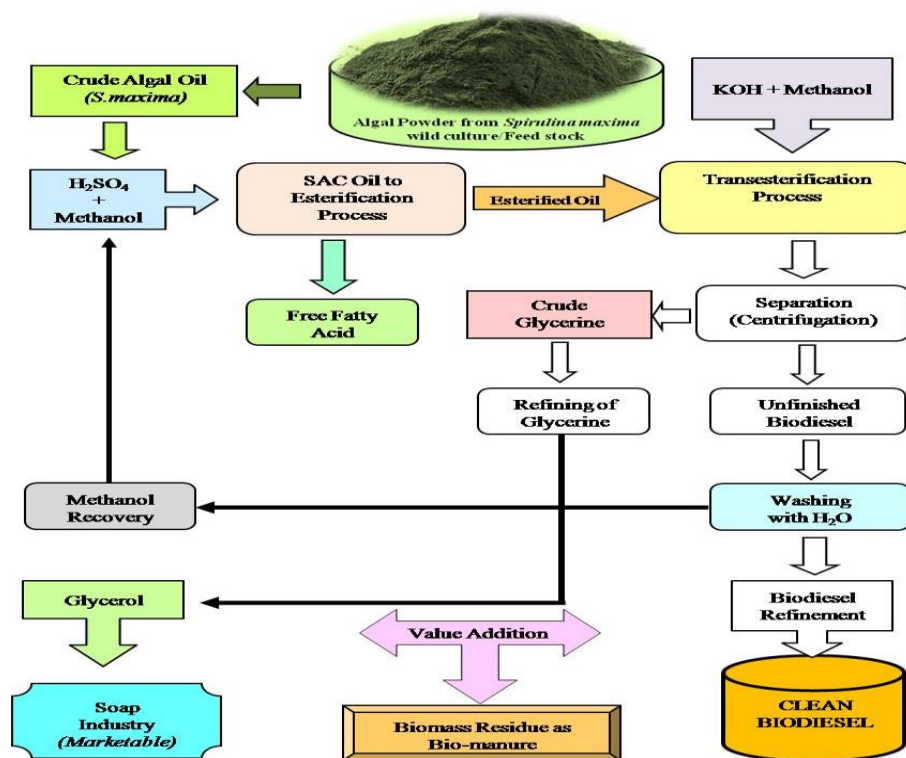 Crude Algal Oil
(S.maxima)
Algal Powder from Spirulina maxima
wild culture/Feed stock
KOH + Methanol
H₂SO₄
+
Methanol
SAC Oil to
Esterification
Process
Esterified Oil
Transesterification
Process
Free Fatty
Acid
Crude
Glycerine
Separation
(Centrifugation)
Refining of
Glycerine
Unfinished
Biodiesel
Methanol
Recovery
Washing
with H₂O
Glycerol
Value Addition
Biodiesel
Refinement
Soap
Industry
(Marketable)
Biomass Residue as
Bio-manure
CLEAN
BIODIESEL